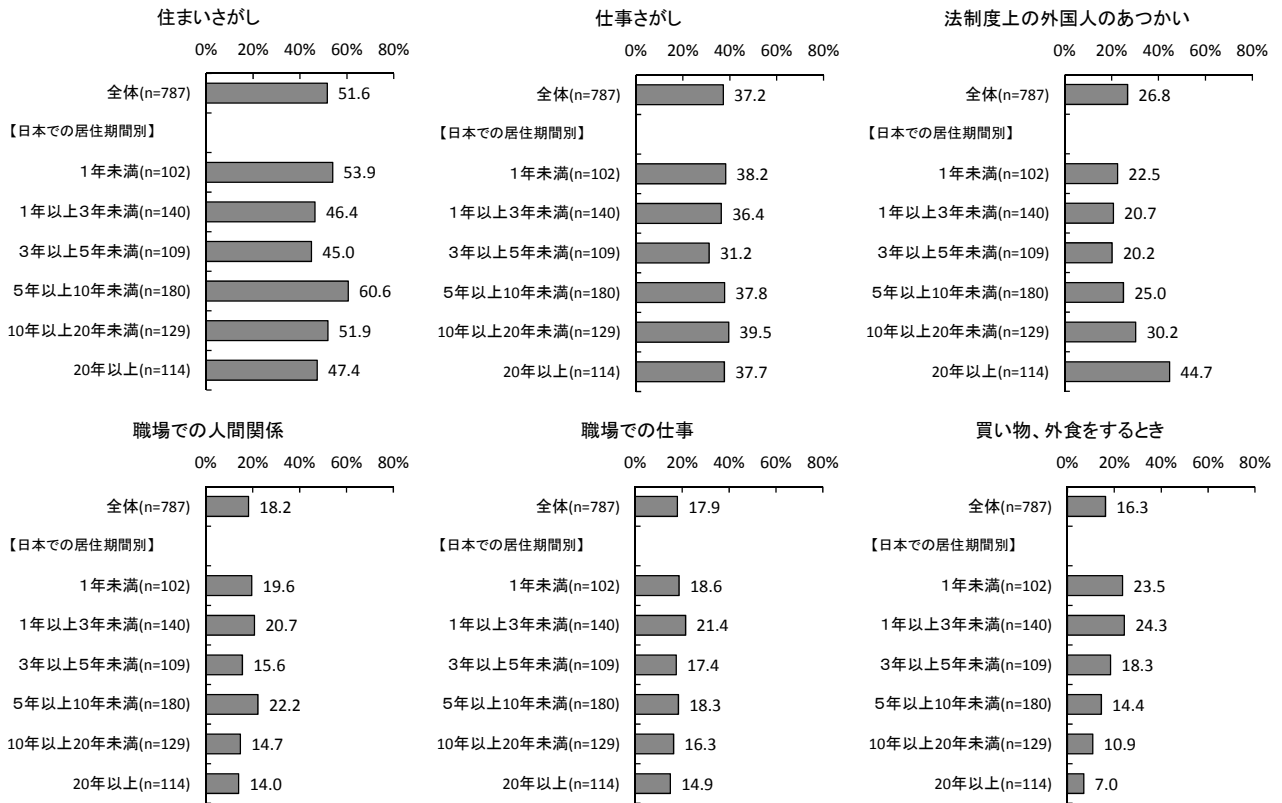 住まいさがし
0% 20% 40% 60% 80%
全体(n=787) 51.6
【日本での居住期間別】
1年未満(n=102) 53.9
1年以上3年未満(n=140) 46.4
3年以上5年未満(n=109) 45.0
5年以上10年未満(n=180) 60.6
10年以上20年未満(n=129) 51.9
20年以上(n=114) 47.4
仕事さがし
0% 20% 40% 60% 80%
全体(n=787) 37.2
【日本での居住期間別】
1年未満(n=102) 38.2
1年以上3年未満(n=140) 36.4
3年以上5年未満(n=109) 31.2
5年以上10年未満(n=180) 37.8
10年以上20年未満(n=129) 39.5
20年以上(n=114) 37.7
法制度上の外国人のあつかい
0% 20% 40% 60% 80%
全体(n=787) 26.8
【日本での居住期間別】
1年未満(n=102) 22.5
1年以上3年未満(n=140) 20.7
3年以上5年未満(n=109) 20.2
5年以上10年未満(n=180) 25.0
10年以上20年未満(n=129) 30.2
20年以上(n=114) 44.7
職場での人間関係
0% 20% 40% 60% 80%
全体(n=787) 18.2
【日本での居住期間別】
1年未満(n=102) 19.6
1年以上3年未満(n=140) 20.7
3年以上5年未満(n=109) 15.6
5年以上10年未満(n=180) 22.2
10年以上20年未満(n=129) 14.7
20年以上(n=114) 14.0
職場での仕事
0% 20% 40% 60% 80%
全体(n=787) 17.9
【日本での居住期間別】
1年未満(n=102) 18.6
1年以上3年未満(n=140) 21.4
3年以上5年未満(n=109) 17.4
5年以上10年未満(n=180) 18.3
10年以上20年未満(n=129) 16.3
20年以上(n=114) 14.9
買い物、外食をするとき
0% 20% 40% 60% 80%
全体(n=787) 16.3
【日本での居住期間別】
1年未満(n=102) 23.5
1年以上3年未満(n=140) 24.3
3年以上5年未満(n=109) 18.3
5年以上10年未満(n=180) 14.4
10年以上20年未満(n=129) 10.9
20年以上(n=114) 7.0